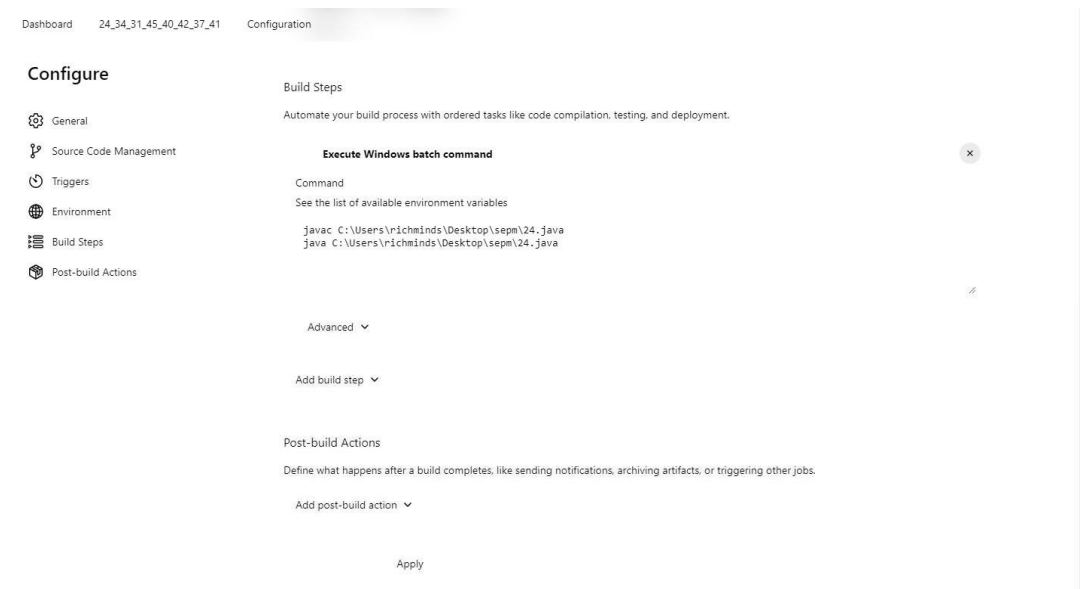 Dashboard 24_34_31_45_40_42_37_41 Configuration
Configure
General
Source Code Management
Triggers
Environment
Build Steps
Post-build Actions
Build Steps
Automate your build process with ordered tasks like code compilation, testing, and deployment.
Execute Windows batch command
Command
See the list of available environment variables
javac C:\Users\richminds\Desktop\sepm\24.java
java C:\Users\richminds\Desktop\sepm\24.java
Advanced
Add build step
Post-build Actions
Define what happens after a build completes, like sending notifications, archiving artifacts, or triggering other jobs.
Add post-build action
Apply